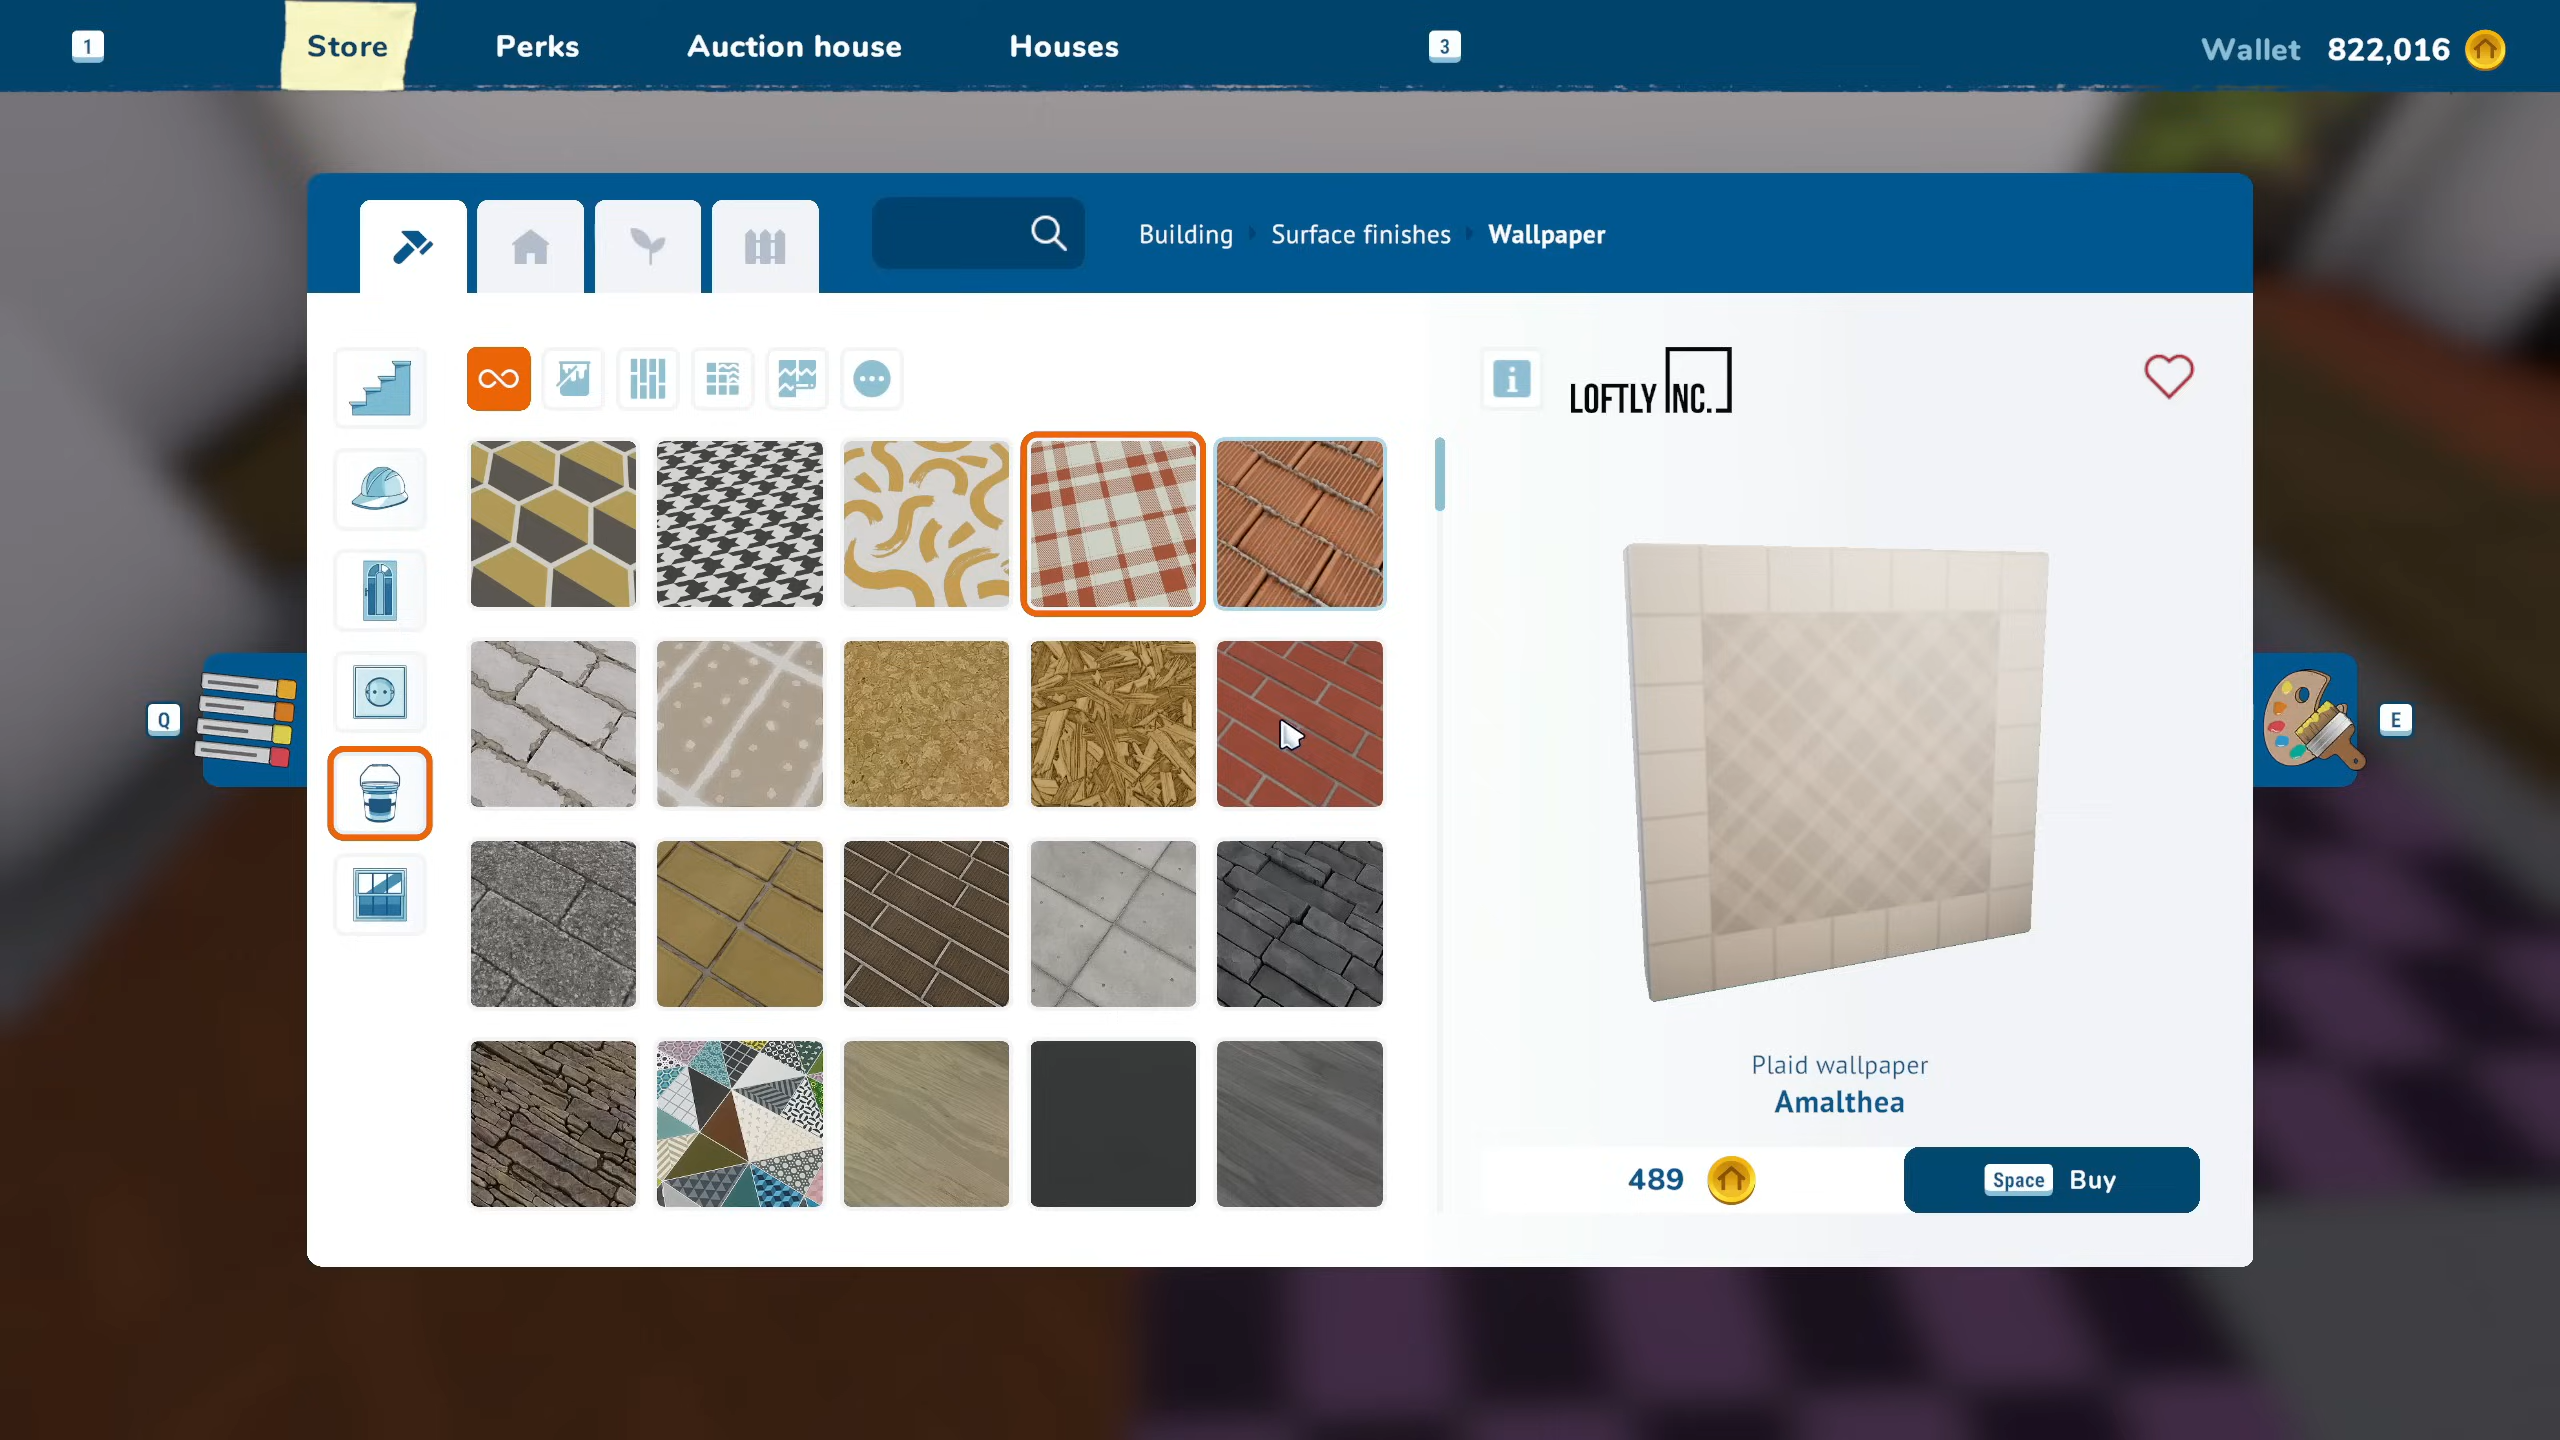 1
Store
Perks
Auction house
Houses
3
Wallet 822,016
Building
Surface finishes
Wallpaper
LOFTLY INC.
Q
E
Plaid wallpaper
Amalthea
489
Space Buy